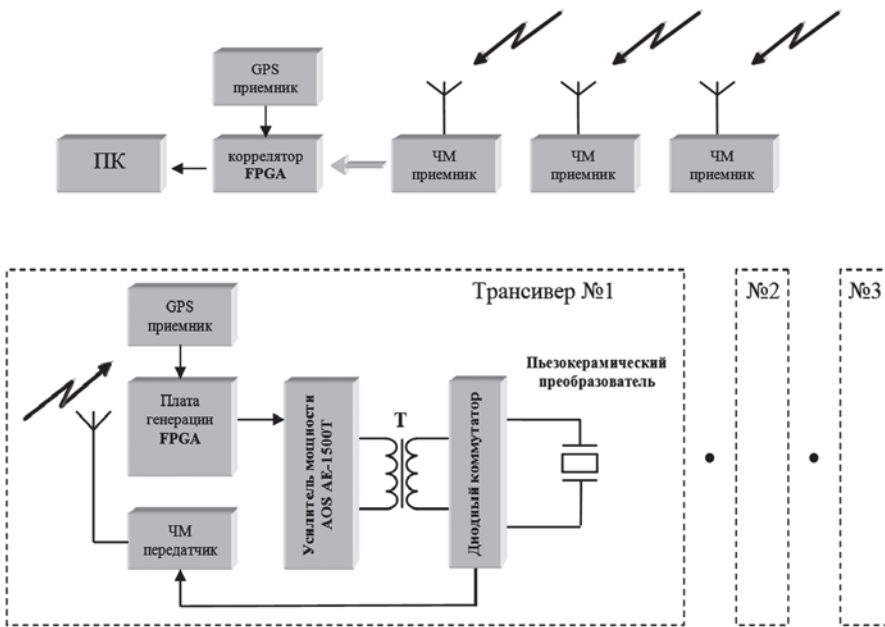 GPS
приемник
ПК
коррелятор
FPGA
ЧМ
приемник
ЧМ
приемник
ЧМ
приемник
Трансивер №1
№2
№3
GPS
приемник
Плата
генерации
FPGA
Усилитель мощности
AOS AE-1500T
T
Диодный коммутатор
Пьезокерамический
преобразователь
ЧМ
передатчик